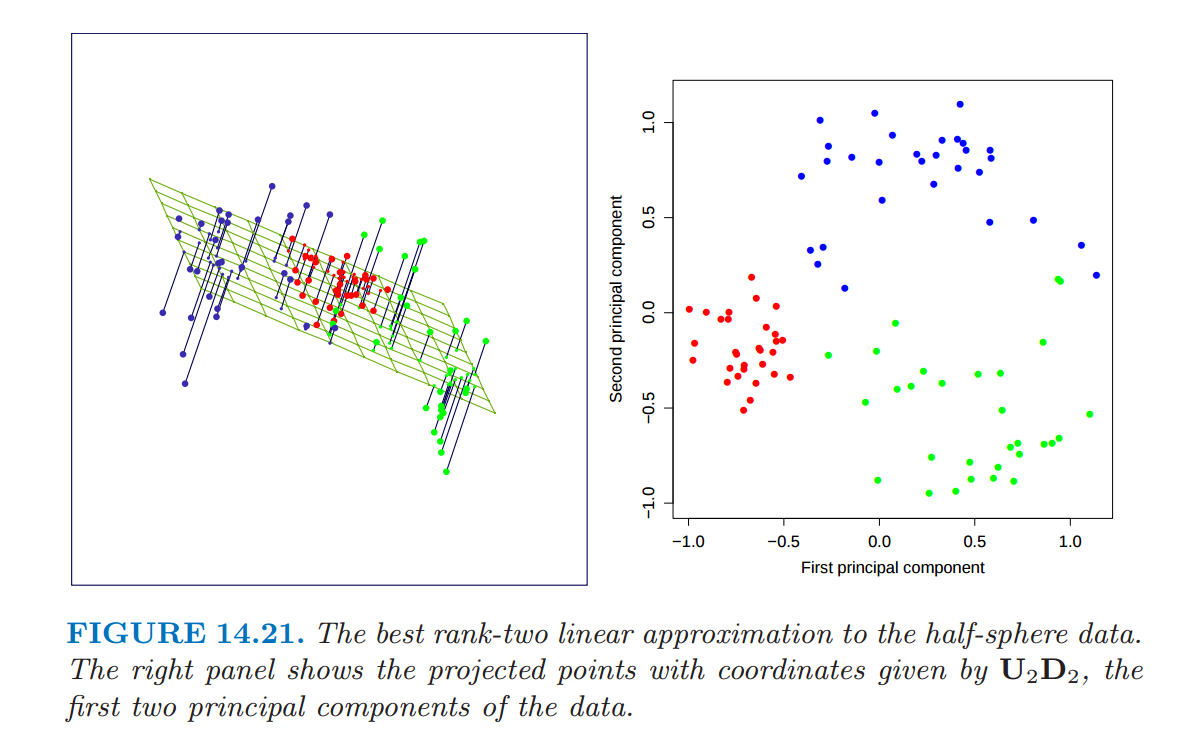 1.0
0.5
0.0
−0.5
−1.0
Second principal component
−1.0 −0.5 0.0 0.5 1.0
First principal component
FIGURE 14.21. The best rank-two linear approximation to the half-sphere data.
The right panel shows the projected points with coordinates given by U₂D₂, the
first two principal components of the data.